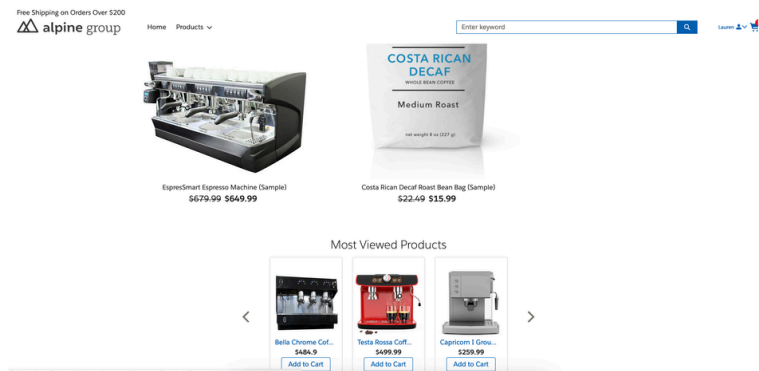 Free Shipping on Orders Over $200
alpine group
Home Products
Enter keyword
Lauren
COSTA RICAN
DECAF
WHOLE BEAN COFFEE
Medium Roast
net weight 8 oz (227 g)
EspresSmart Espresso Machine (Sample)
$679.99 $649.99
Costa Rican Decaf Roast Bean Bag (Sample)
$22.49 $15.99
Most Viewed Products
Bella Chrome Cof...
$484.9
Add to Cart
Testa Rossa Coff...
$499.99
Add to Cart
Capricorn I Grou...
$259.99
Add to Cart